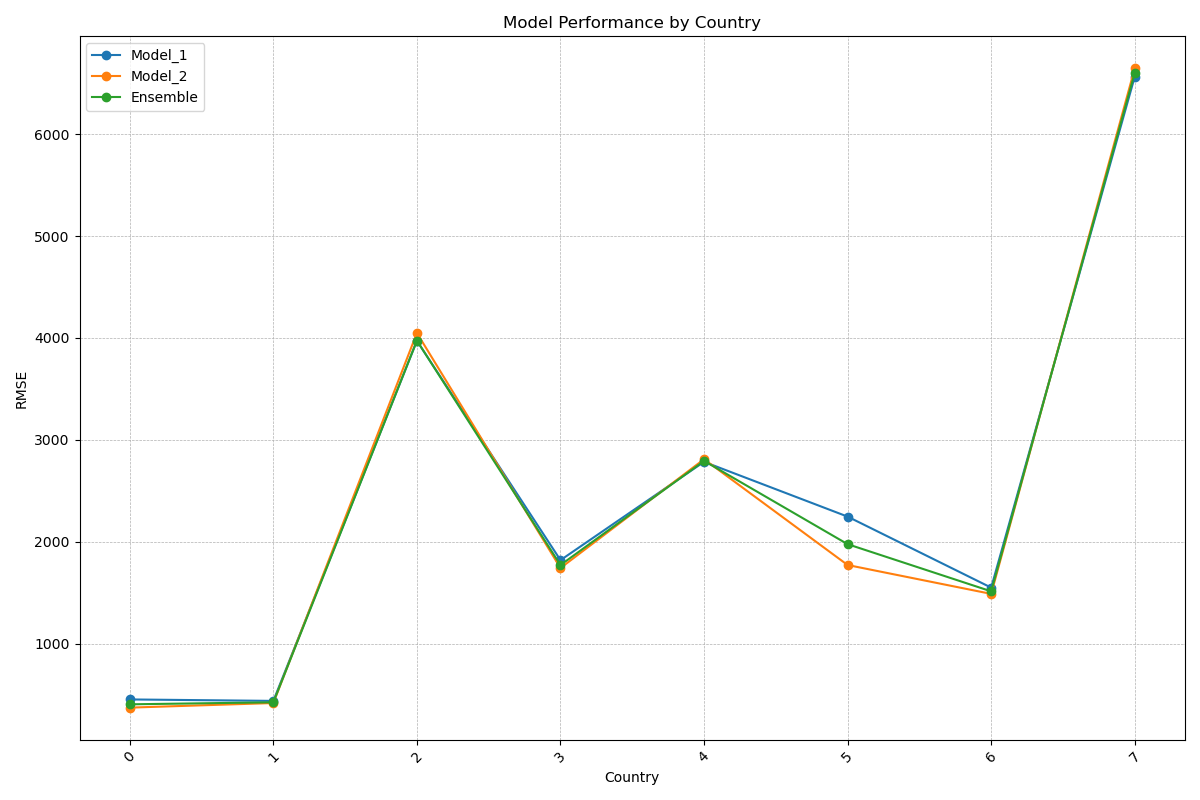 Model Performance by Country
Model_1
Model_2
Ensemble
6000
5000
4000
3000
2000
1000
RMSE
0 1 2 3 4 5 6 7
Country